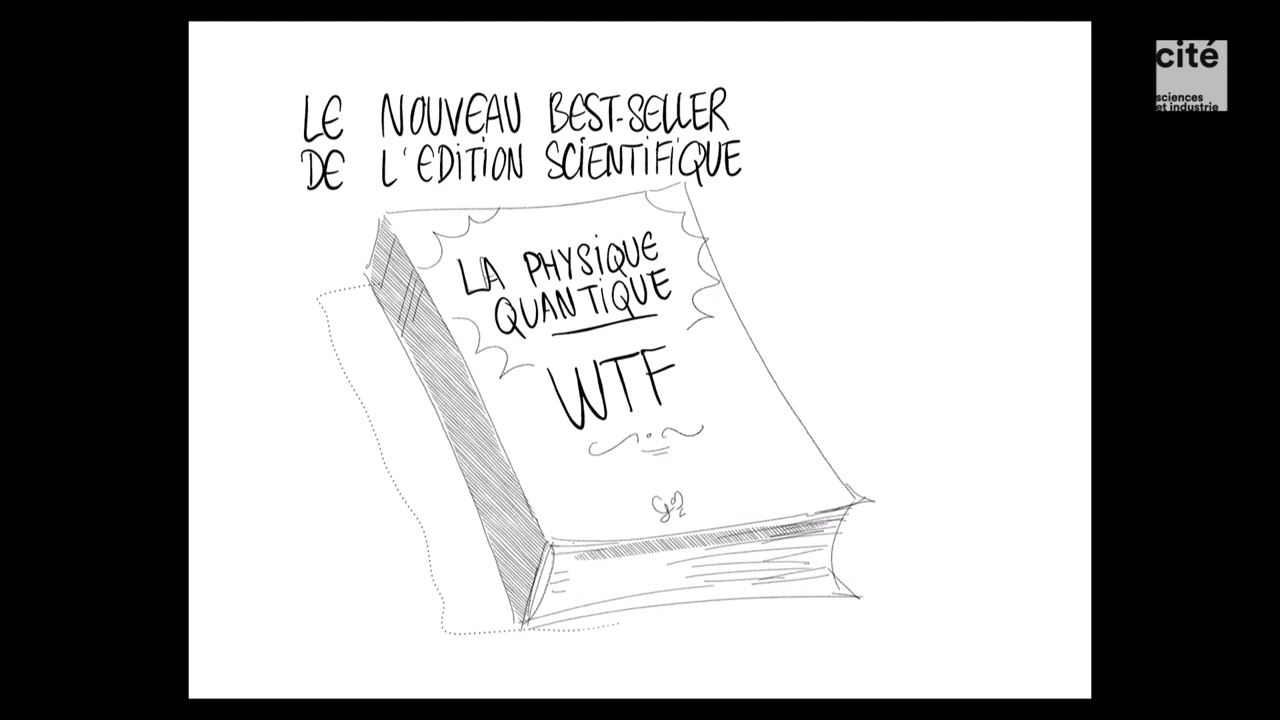 LE NOUVEAU BEST-SELLER
DE L'EDITION SCIENTIFIQUE
LA PHYSIQUE
QUANTIQUE
WTF
cité
sciences
et industrie